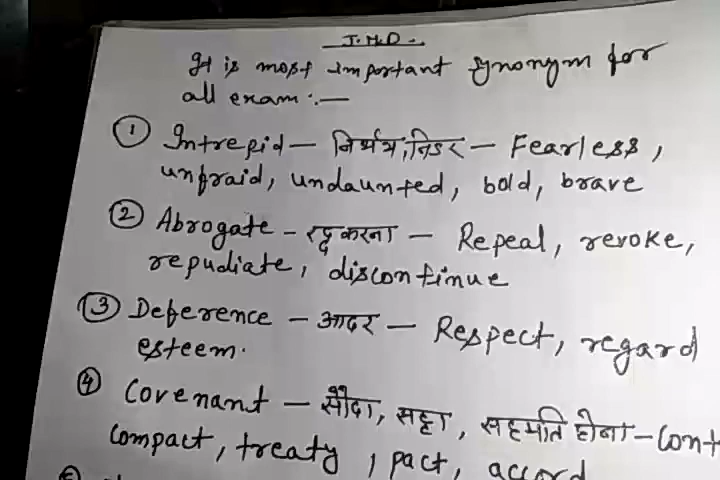 J.M.D.
It is most important synonym for
all exam :—
① Intrepid — निर्भय, निडर — Fearless,
unfraid, undaunted, bold, brave
② Abrogate - रद्द करना — Repeal, revoke,
repudiate, discontinue
③ Deference - आदर — Respect, regard
esteem.
④ Covenant — सौदा, सट्टा, सहमति होना - Cont
compact, treaty, pact, accord